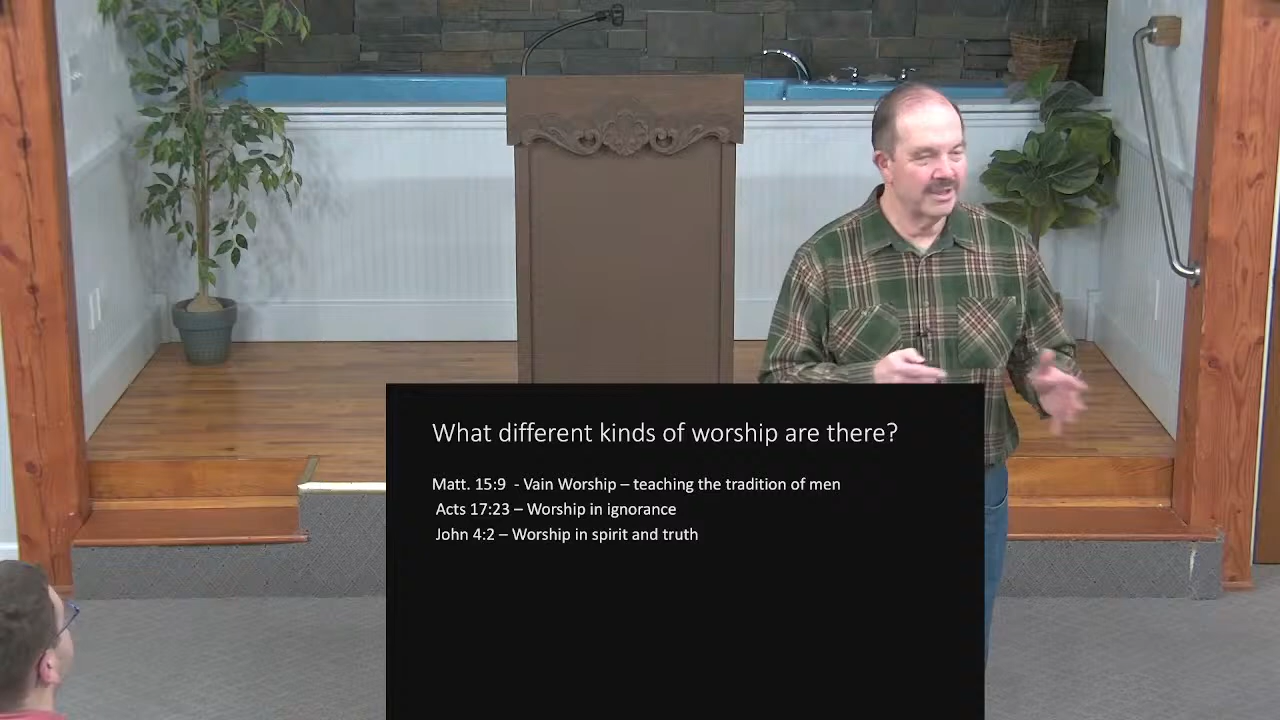 What different kinds of worship are there?
Matt. 15:9 - Vain Worship – teaching the tradition of men
Acts 17:23 – Worship in ignorance
John 4:2 – Worship in spirit and truth